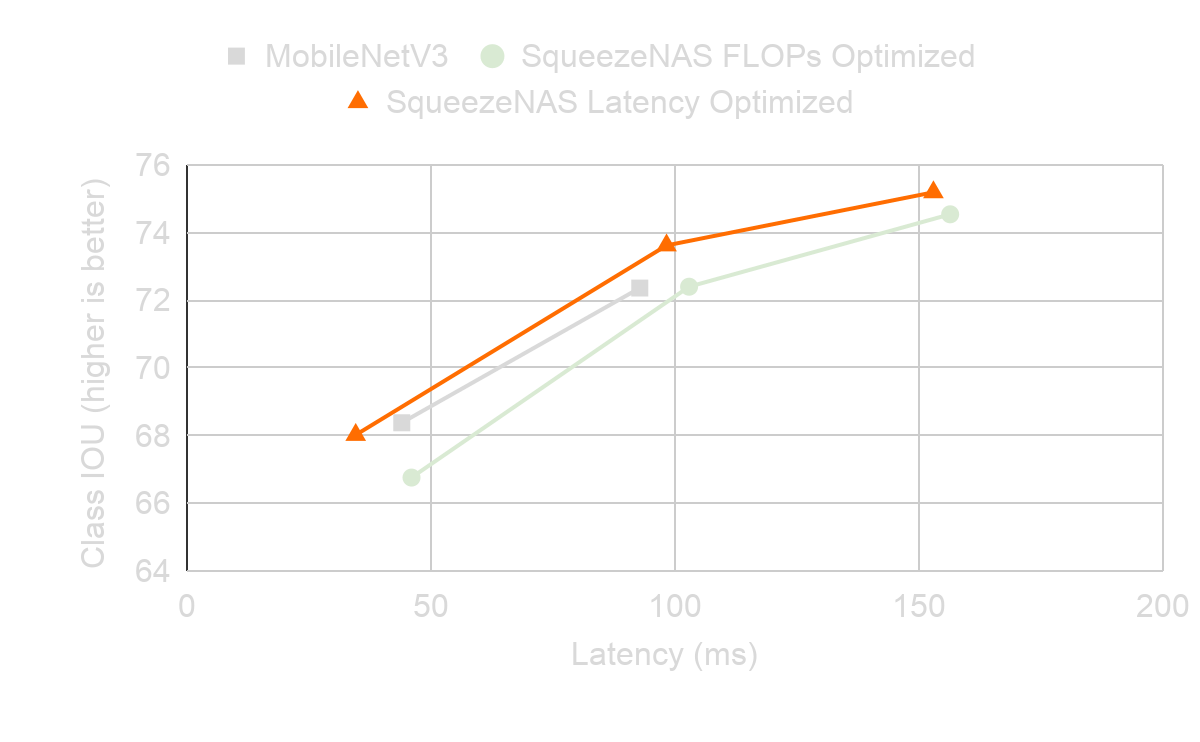 MobileNetV3 SqueezeNAS FLOPs Optimized
SqueezeNAS Latency Optimized
Class IOU (higher is better)
76
74
72
70
68
66
64
0 50 100 150 200
Latency (ms)